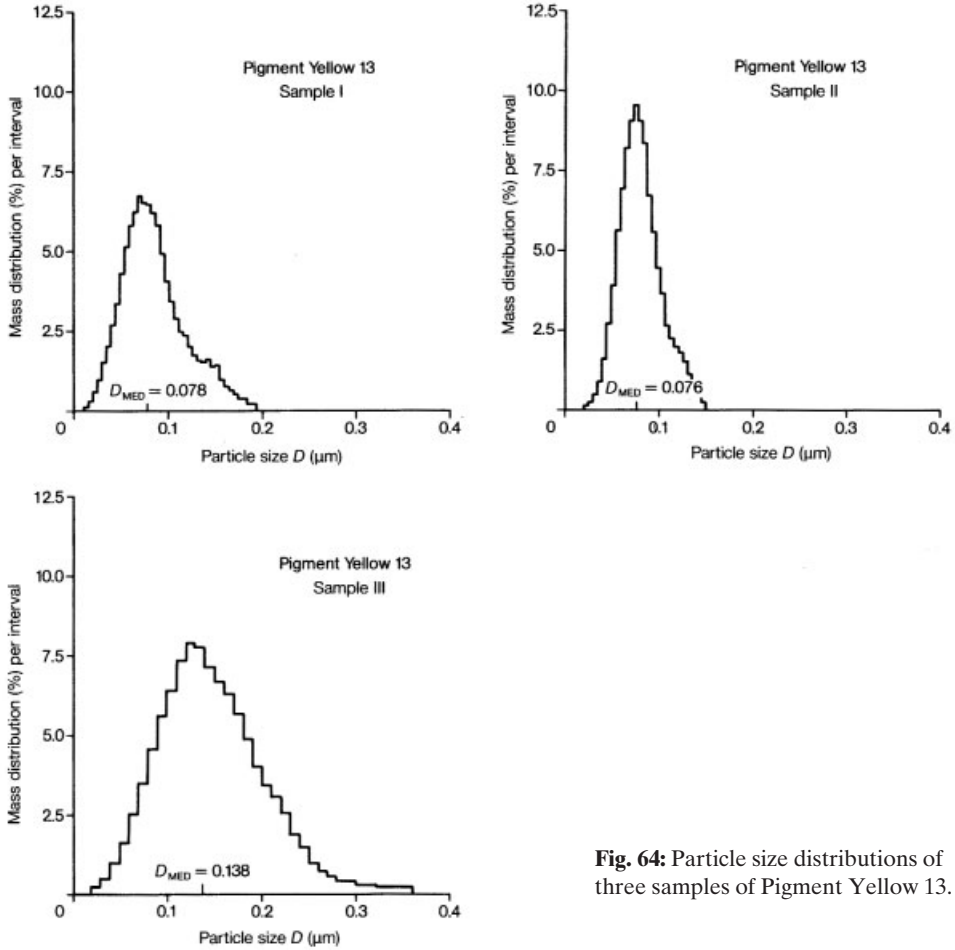 12.5
10.0
7.5
5.0
2.5
0
0.1
0.2
0.3
0.4
Mass distribution (%) per interval
Pigment Yellow 13
Sample I
D_MED = 0.078
Particle size D (μm)
12.5
10.0
7.5
5.0
2.5
0
0.1
0.2
0.3
0.4
Mass distribution (%) per interval
Pigment Yellow 13
Sample II
D_MED = 0.076
Particle size D (μm)
12.5
10.0
7.5
5.0
2.5
0
0.1
0.2
0.3
0.4
Mass distribution (%) per interval
Pigment Yellow 13
Sample III
D_MED = 0.138
Particle size D (μm)
Fig. 64: Particle size distributions of
three samples of Pigment Yellow 13.